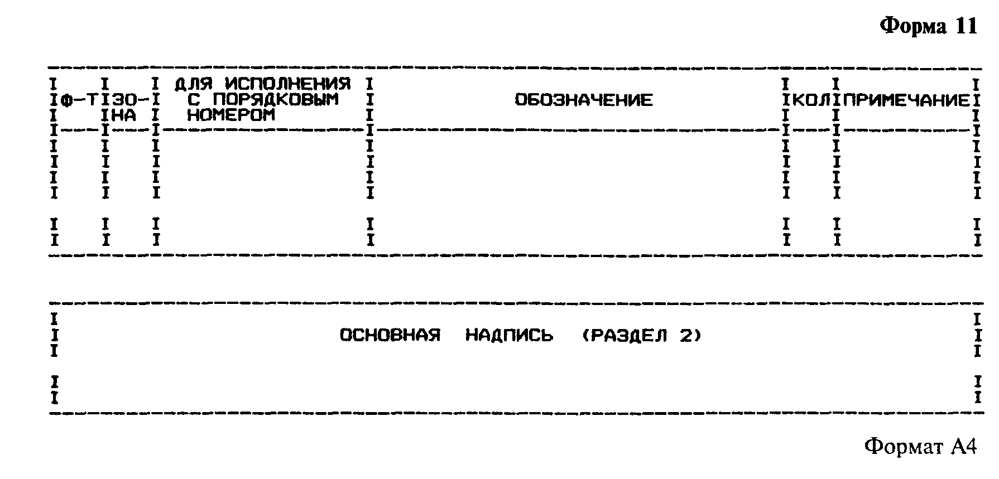 Форма 11
ДЛЯ ИСПОЛНЕНИЯ
Ф-Т ЗО- С ПОРЯДКОВЫМ ОБОЗНАЧЕНИЕ КОЛ ПРИМЕЧАНИЕ
НА НОМЕРОМ
ОСНОВНАЯ НАДПИСЬ (РАЗДЕЛ 2)
Формат А4